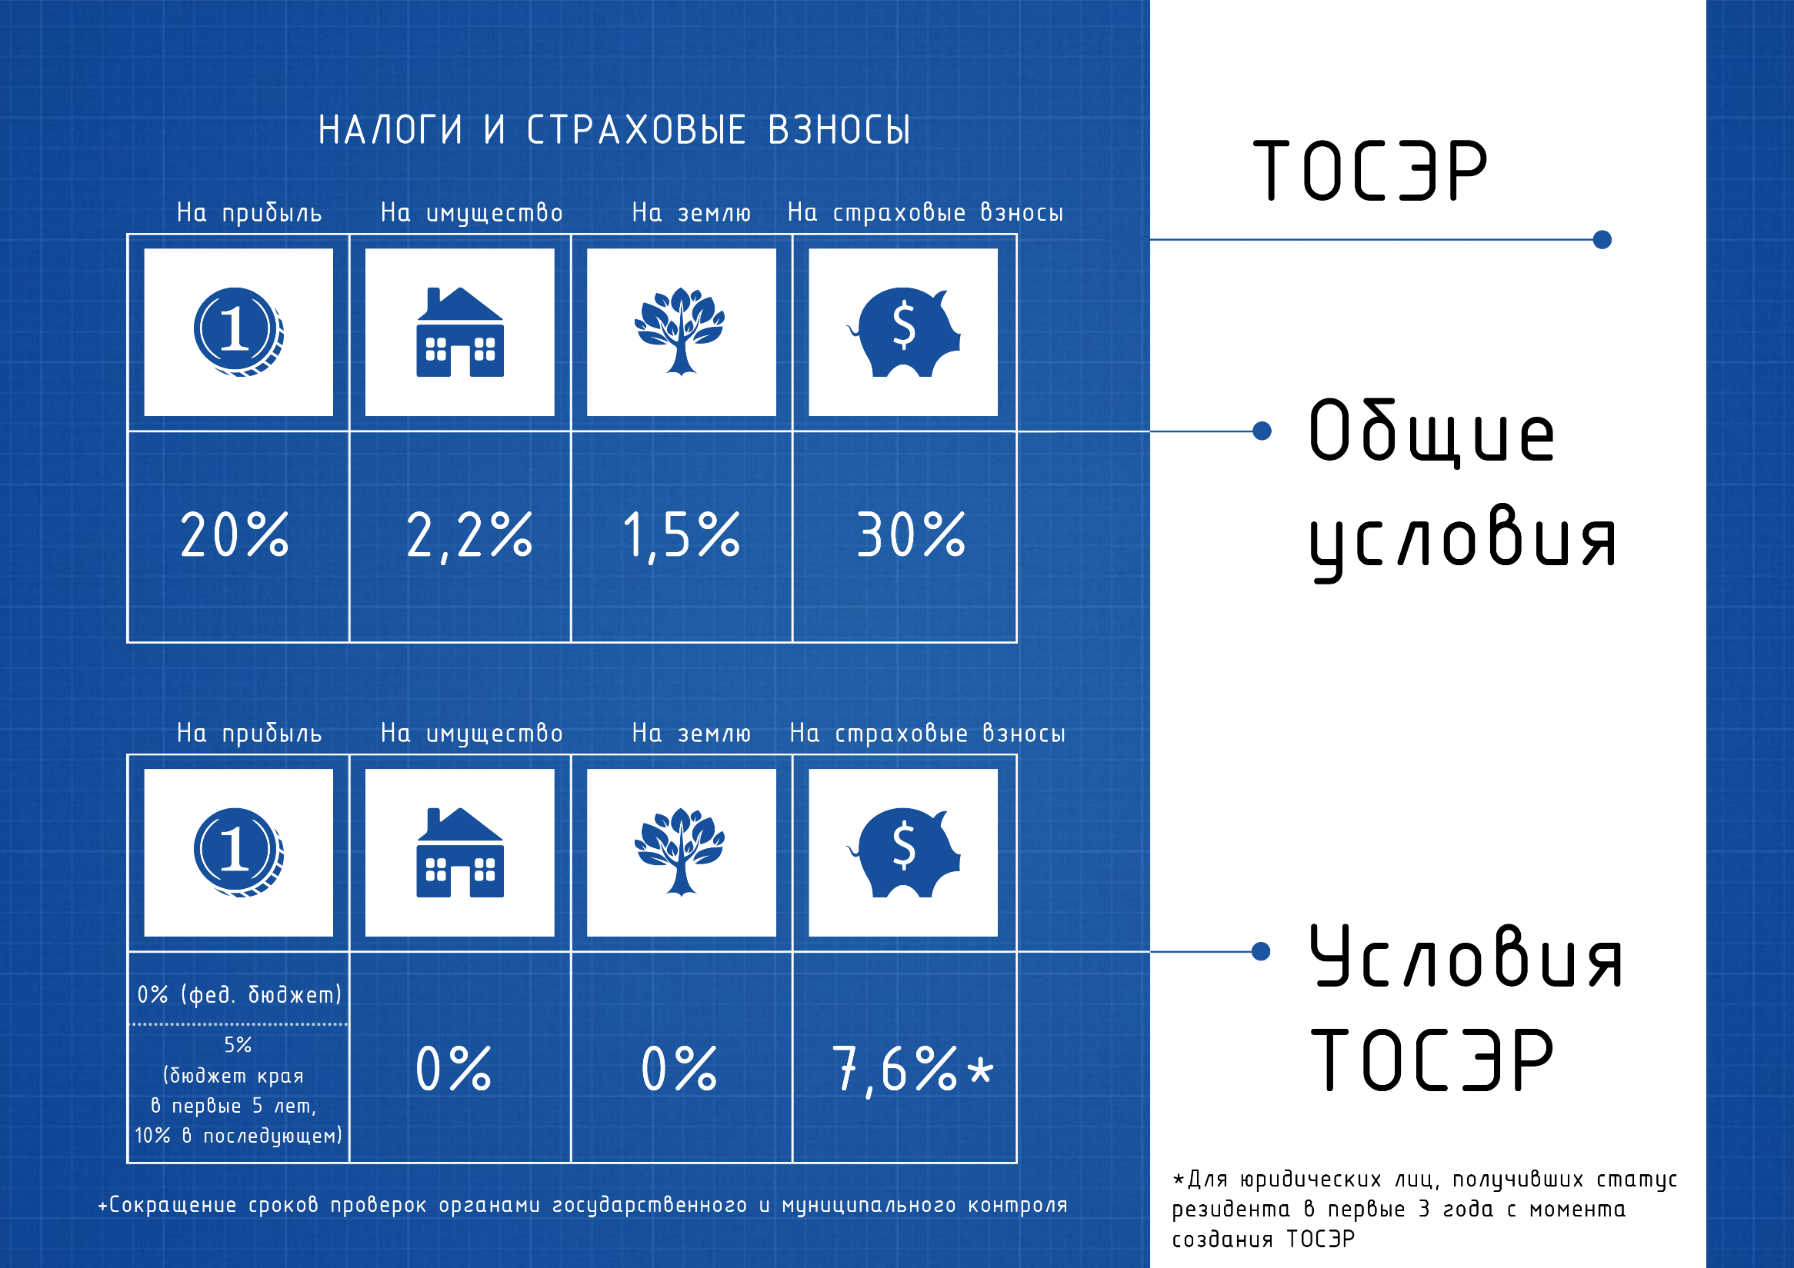 НАЛОГИ И СТРАХОВЫЕ ВЗНОСЫ
На прибыль На имущество На землю На страховые взносы
1 $
20% 2,2% 1,5% 30%
На прибыль На имущество На землю На страховые взносы
1 $
0% (фед. бюджет)
5%
(бюджет края
в первые 5 лет,
10% в последующем)
0% 0% 7,6%*
+Сокращение сроков проверок органами государственного и муниципального контроля
ТОСЭР
Общие
условия
Условия
ТОСЭР
*Для юридических лиц, получивших статус
резидента в первые 3 года с момента
создания ТОСЭР